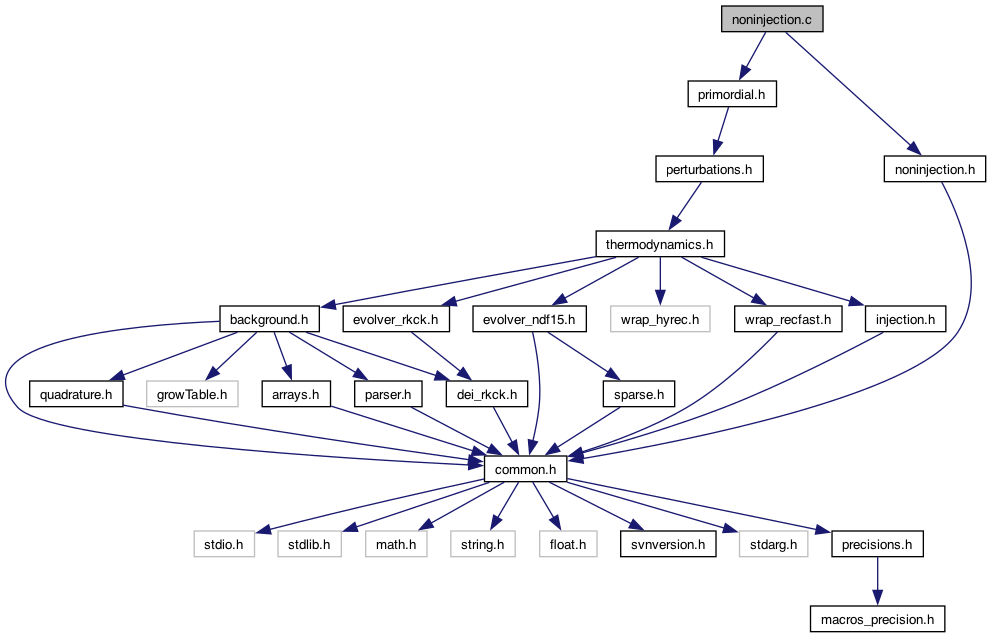 noninjection.c
primordial.h
perturbations.h
noninjection.h
thermodynamics.h
background.h
evolver_rkck.h
evolver_ndf15.h
wrap_hyrec.h
wrap_recfast.h
injection.h
quadrature.h
growTable.h
arrays.h
parser.h
dei_rkck.h
sparse.h
common.h
stdio.h
stdlib.h
math.h
string.h
float.h
svnversion.h
stdarg.h
precisions.h
macros_precision.h